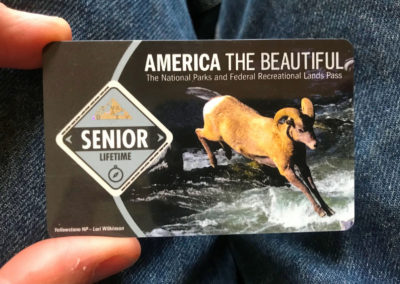 AMERICA THE BEAUTIFUL
The National Parks and Federal Recreational Lands Pass
SENIOR
LIFETIME
Yellowstone NP - Lori Wilkinson